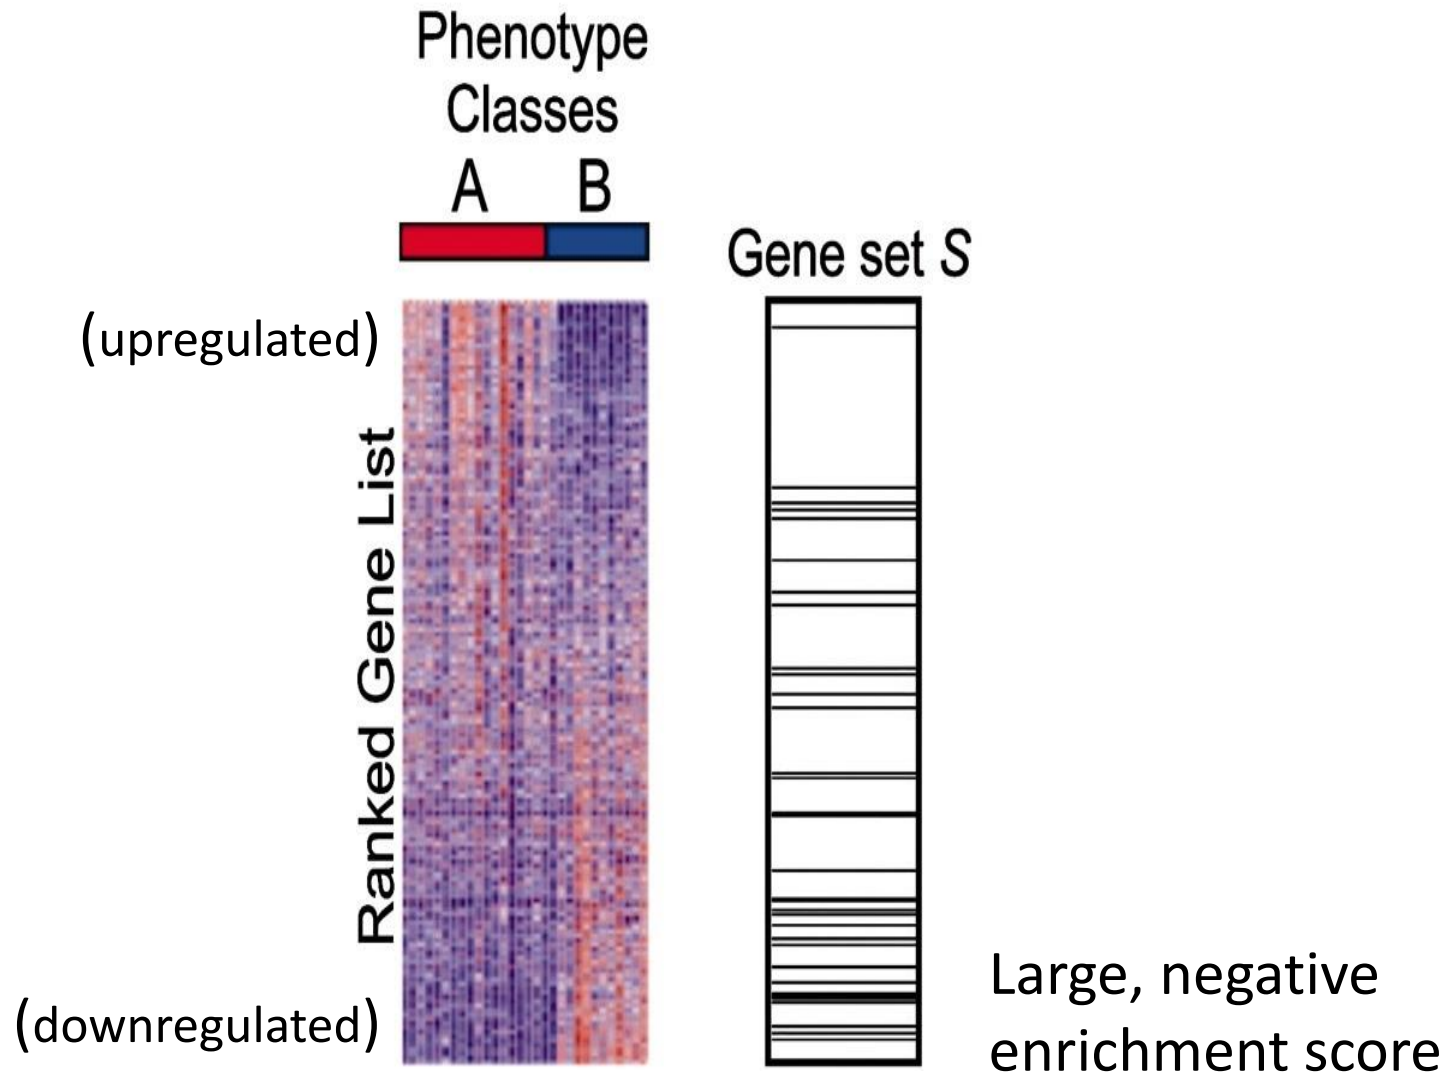 Phenotype
Classes
A B
Gene set S
(upregulated)
Ranked Gene List
(downregulated)
Large, negative
enrichment score